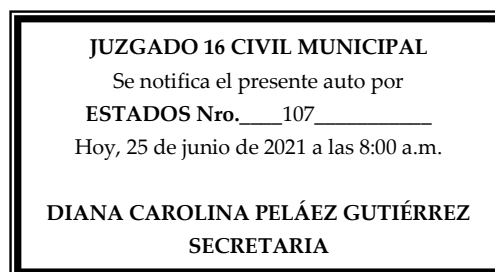 JUZGADO 16 CIVIL MUNICIPAL
Se notifica el presente auto por
ESTADOS Nro.____107___________
Hoy, 25 de junio de 2021 a las 8:00 a.m.
DIANA CAROLINA PELÁEZ GUTIÉRREZ
SECRETARIA